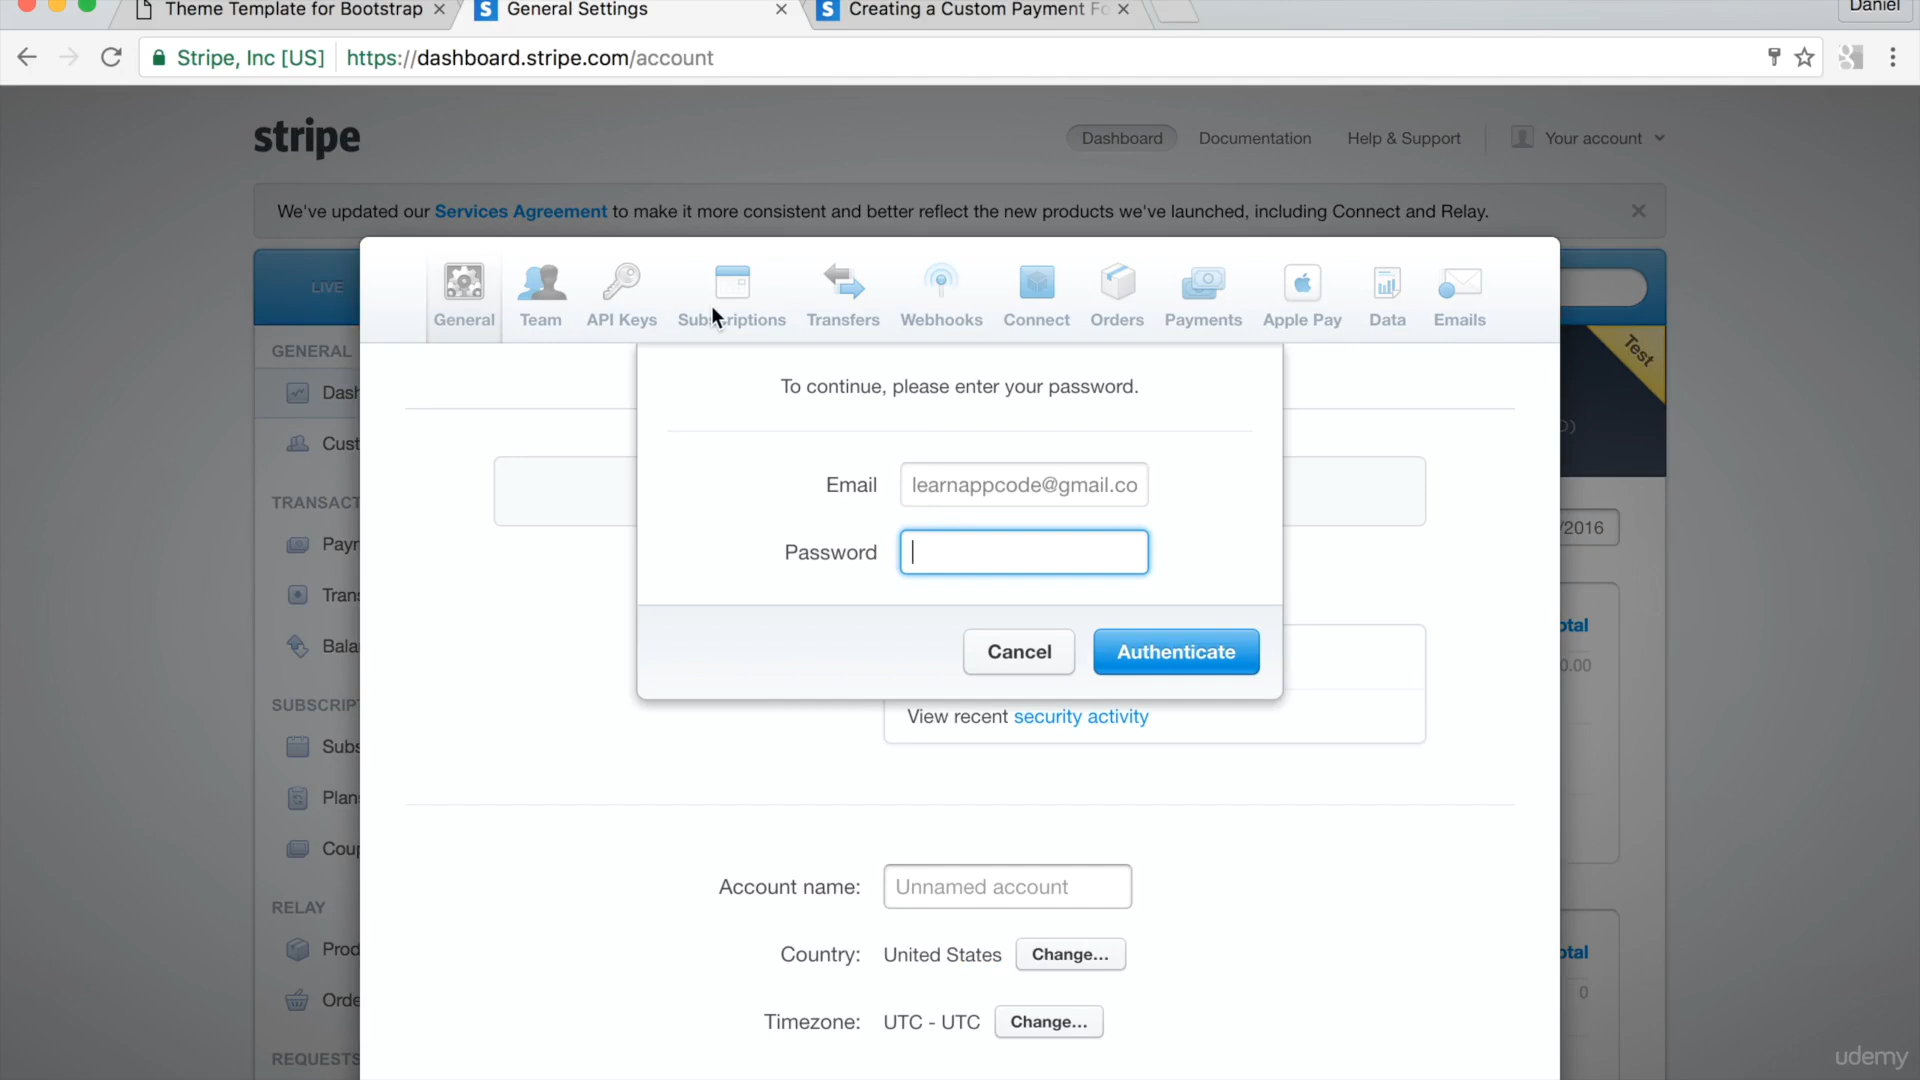 Theme Template for Bootstrap
General Settings
Creating a Custom Payment Fo
Daniel
Stripe, Inc [US]
https://dashboard.stripe.com/account
stripe
Dashboard
Documentation
Help & Support
Your account
We've updated our Services Agreement to make it more consistent and better reflect the new products we've launched, including Connect and Relay.
LIVE
General
Team
API Keys
Subscriptions
Transfers
Webhooks
Connect
Orders
Payments
Apple Pay
Data
Emails
Test
GENERAL
Dash
Cust
TRANSACT
Payr
Trans
Bala
SUBSCRIPT
Subs
Plans
Coup
RELAY
Prod
Orde
REQUESTS
To continue, please enter your password.
Email
learnappcode@gmail.co
Password
Cancel
Authenticate
View recent security activity
Account name:
Unnamed account
Country:
United States
Change...
Timezone:
UTC - UTC
Change...
/2016
otal
0.00
otal
0
udemy